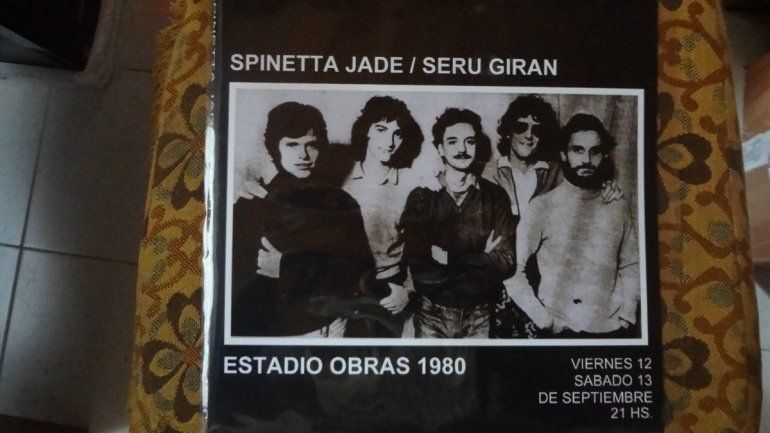 SPINETTA JADE / SERU GIRAN
ESTADIO OBRAS 1980
VIERNES 12
SABADO 13
DE SEPTIEMBRE
21 HS.